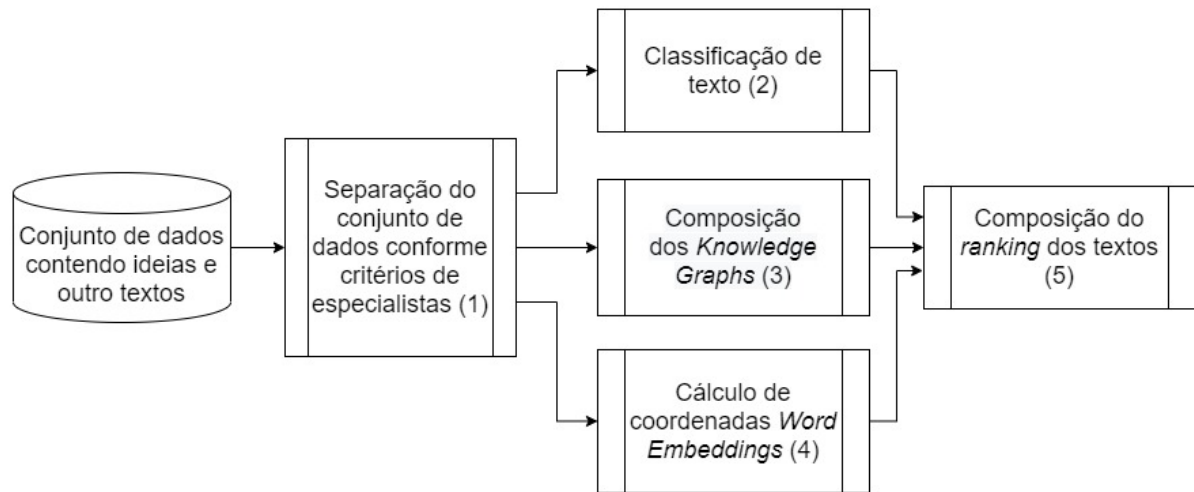 Conjunto de dados
contendo ideias e
outro textos
Separação do
conjunto de
dados conforme
critérios de
especialistas (1)
Classificação de
texto (2)
Composição
dos Knowledge
Graphs (3)
Cálculo de
coordenadas Word
Embeddings (4)
Composição do
ranking dos textos
(5)